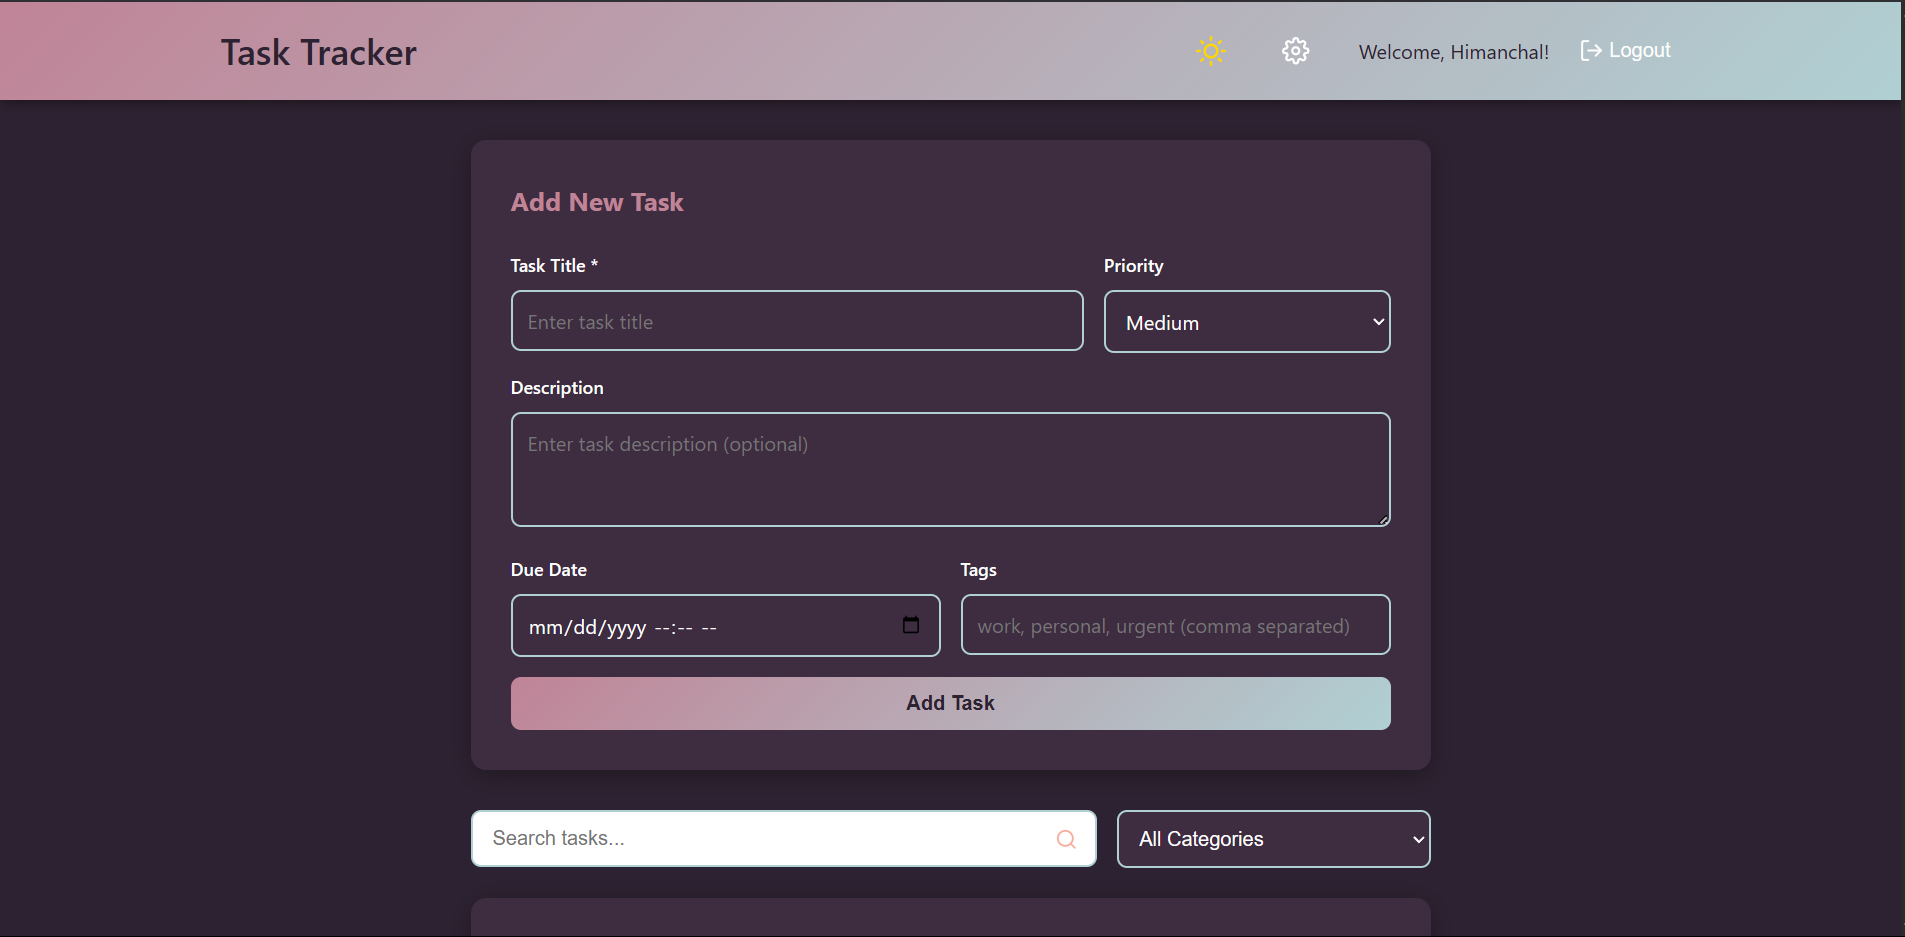 Task Tracker
Welcome, Himanchal!
Logout
Add New Task
Task Title *
Priority
Enter task title
Medium
Description
Enter task description (optional)
Due Date
Tags
mm/dd/yyyy --:-- --
work, personal, urgent (comma separated)
Add Task
Search tasks...
All Categories